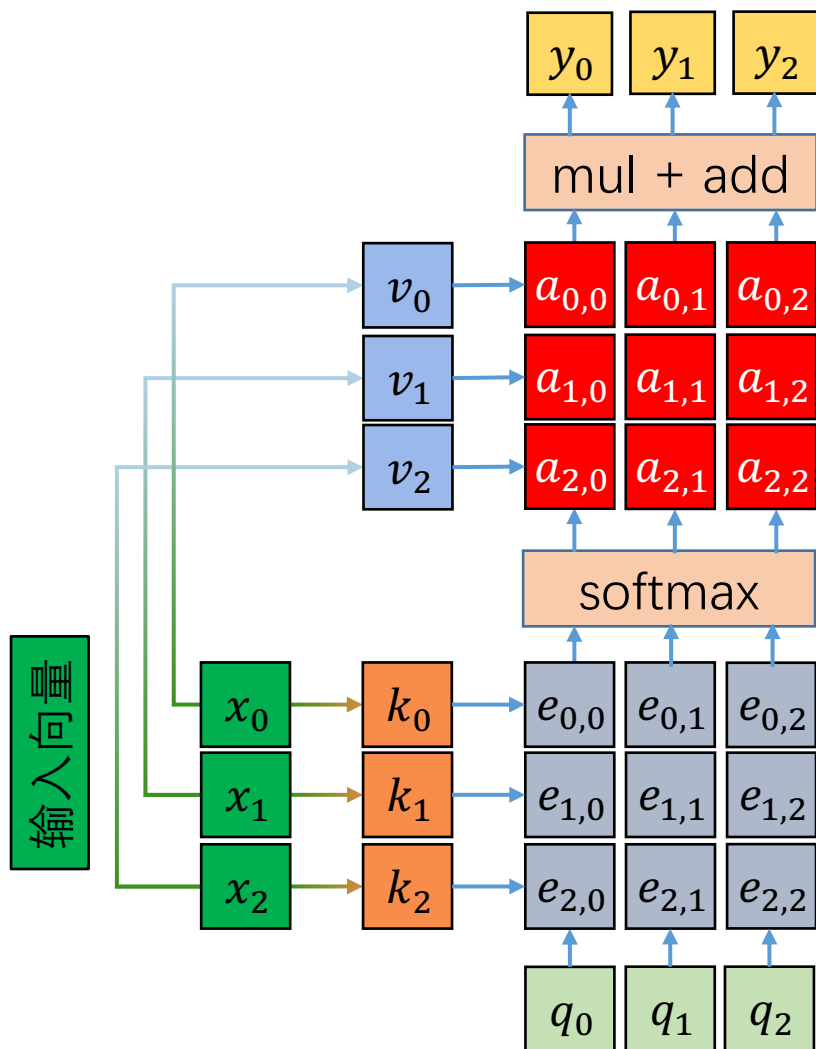 y₀ y₁ y₂
mul + add
v₀ a₀,₀ a₀,₁ a₀,₂
v₁ a₁,₀ a₁,₁ a₁,₂
v₂ a₂,₀ a₂,₁ a₂,₂
softmax
输入向量
x₀ k₀ e₀,₀ e₀,₁ e₀,₂
x₁ k₁ e₁,₀ e₁,₁ e₁,₂
x₂ k₂ e₂,₀ e₂,₁ e₂,₂
q₀ q₁ q₂